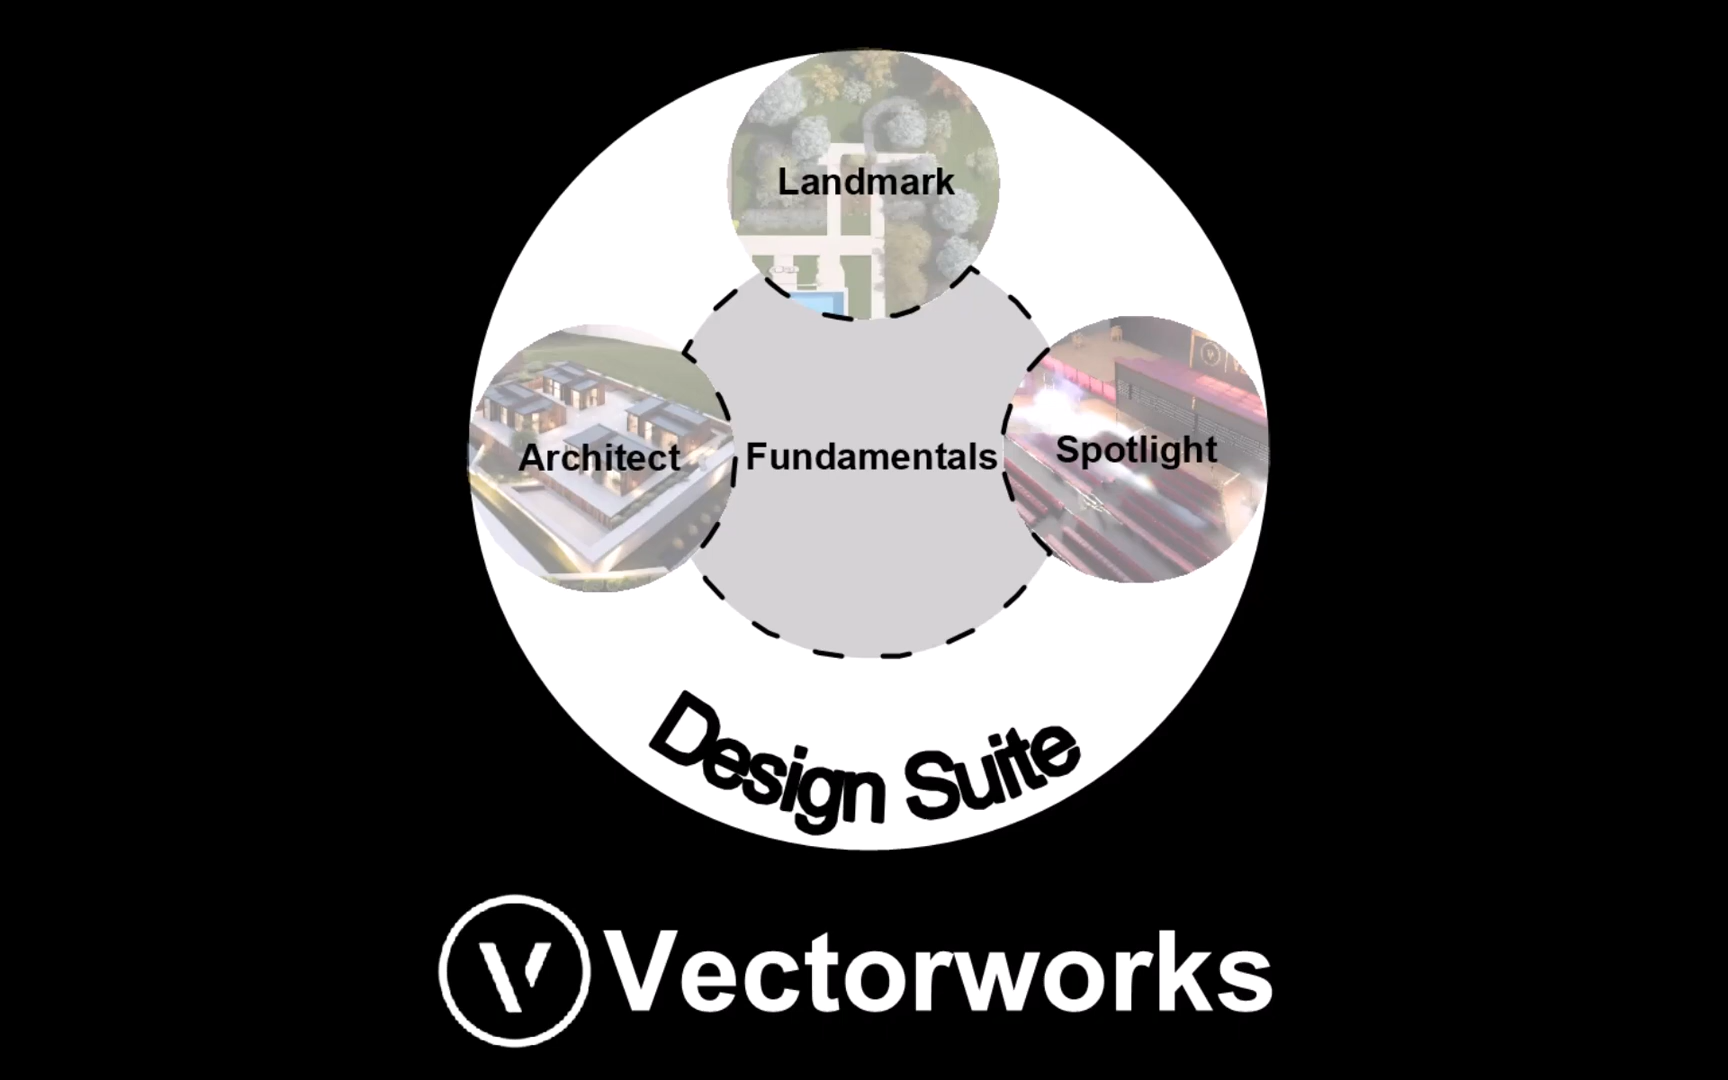 Landmark
Architect
Fundamentals
Spotlight
Design Suite
Vectorworks